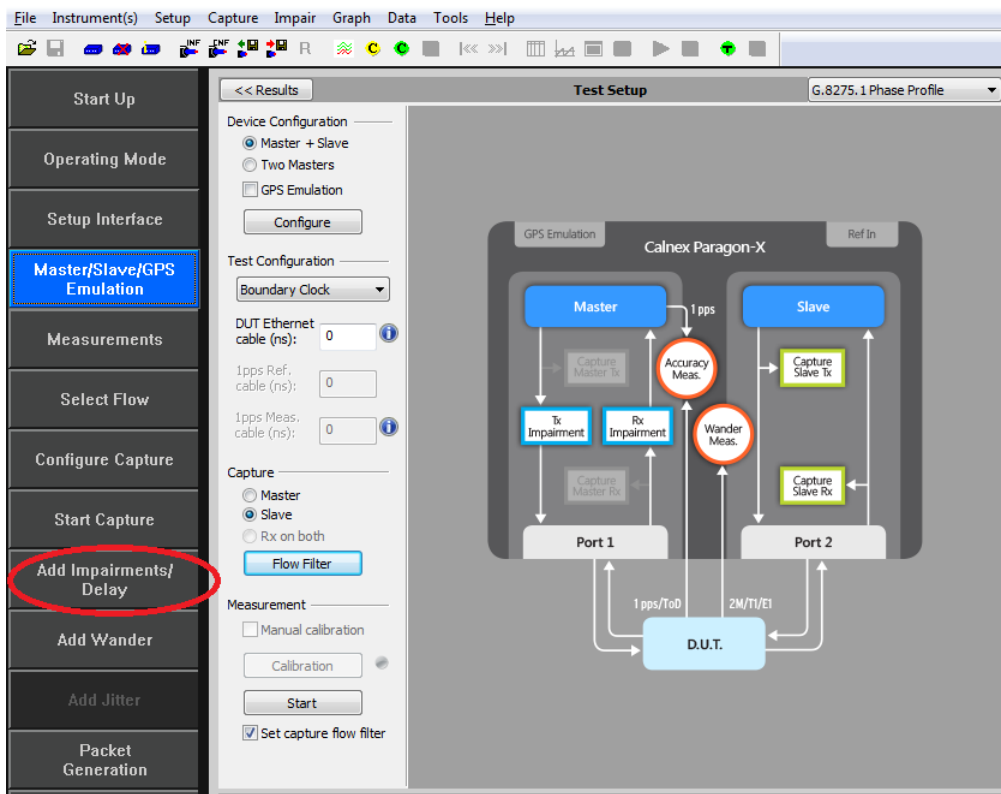 File Instrument(s) Setup Capture Impair Graph Data Tools Help
INF
INF
R
C C
T
Start Up
Operating Mode
Setup Interface
Master/Slave/GPS
Emulation
Measurements
Select Flow
Configure Capture
Start Capture
Add Impairments/
Delay
Add Wander
Add Jitter
Packet
Generation
<< Results
Test Setup
G.8275.1 Phase Profile
Device Configuration
Master + Slave
Two Masters
GPS Emulation
Configure
Test Configuration
Boundary Clock
DUT Ethernet
cable (ns):
0
1pps Ref.
cable (ns):
0
1pps Meas.
cable (ns):
0
Capture
Master
Slave
Rx on both
Flow Filter
Measurement
Manual calibration
Calibration
Start
Set capture flow filter
GPS Emulation
Calnex Paragon-X
Ref In
Master
1 pps
Slave
Capture
Master Tx
Accuracy
Meas.
Capture
Slave Tx
Tx
Impairment
Rx
Impairment
Wander
Meas.
Capture
Master Rx
Capture
Slave Rx
Port 1
Port 2
1 pps/ToD
2M/T1/E1
D.U.T.